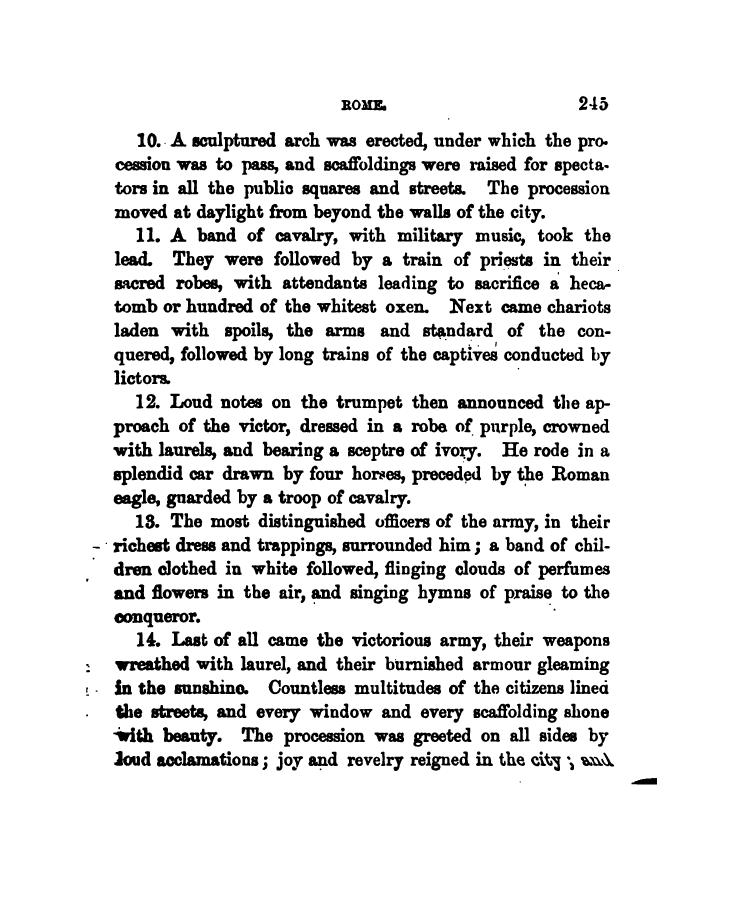 ROME. 245
10. A sculptured arch was erected, under which the pro-
cession was to pass, and scaffoldings were raised for specta-
tors in all the public squares and streets. The procession
moved at daylight from beyond the walls of the city.
11. A band of cavalry, with military music, took the
lead. They were followed by a train of priests in their
sacred robes, with attendants leading to sacrifice a heca-
tomb or hundred of the whitest oxen. Next came chariots
laden with spoils, the arms and standard of the con-
quered, followed by long trains of the captives conducted by
lictors.
12. Loud notes on the trumpet then announced the ap-
proach of the victor, dressed in a robe of purple, crowned
with laurels, and bearing a sceptre of ivory. He rode in a
splendid car drawn by four horses, preceded by the Roman
eagle, guarded by a troop of cavalry.
13. The most distinguished officers of the army, in their
richest dress and trappings, surrounded him; a band of chil-
dren clothed in white followed, flinging clouds of perfumes
and flowers in the air, and singing hymns of praise to the
conqueror.
14. Last of all came the victorious army, their weapons
wreathed with laurel, and their burnished armour gleaming
in the sunshine. Countless multitudes of the citizens lined
the streets, and every window and every scaffolding shone
with beauty. The procession was greeted on all sides by
loud acclamations; joy and revelry reigned in the city; and